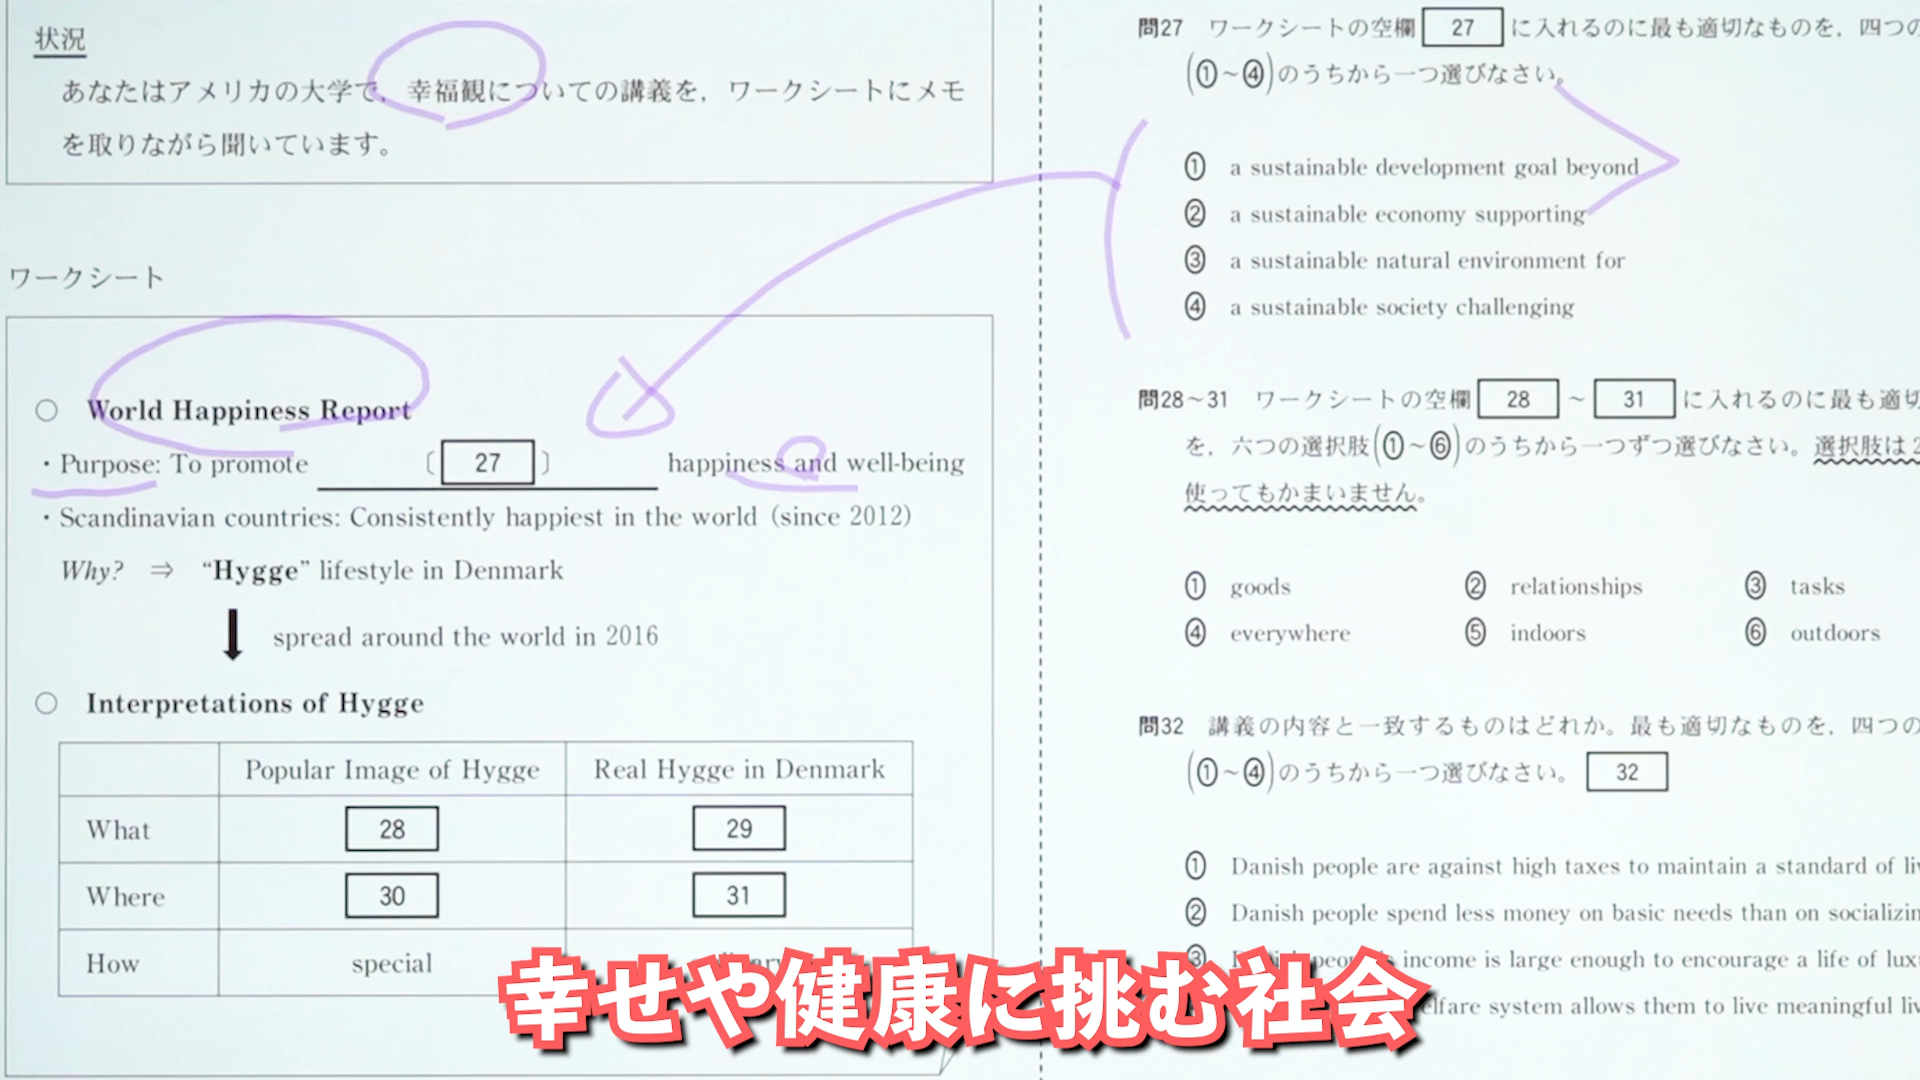 状況
あなたはアメリカの大学で，幸福観についての講義を，ワークシートにメモ
を取りながら聞いています。
ワークシート
○ World Happiness Report
・Purpose: To promote 〔 27 〕 happiness and well-being
・Scandinavian countries: Consistently happiest in the world (since 2012)
Why? ⇒ “Hygge” lifestyle in Denmark
spread around the world in 2016
○ Interpretations of Hygge
Popular Image of Hygge Real Hygge in Denmark
What 28 29
Where 30 31
How special
問27 ワークシートの空欄 27 に入れるのに最も適切なものを，四つの
(①～④)のうちから一つ選びなさい。
① a sustainable development goal beyond
② a sustainable economy supporting
③ a sustainable natural environment for
④ a sustainable society challenging
問28～31 ワークシートの空欄 28 ～ 31 に入れるのに最も適切
を，六つの選択肢(①～⑥)のうちから一つずつ選びなさい。選択肢は2
使ってもかまいません。
① goods ② relationships ③ tasks
④ everywhere ⑤ indoors ⑥ outdoors
問32 講義の内容と一致するものはどれか。最も適切なものを，四つの
(①～④)のうちから一つ選びなさい。 32
① Danish people are against high taxes to maintain a standard of
② Danish people spend less money on basic needs than on
③ income is large enough to encourage a life of
system allows them to live meaningful
幸せや健康に挑む社会